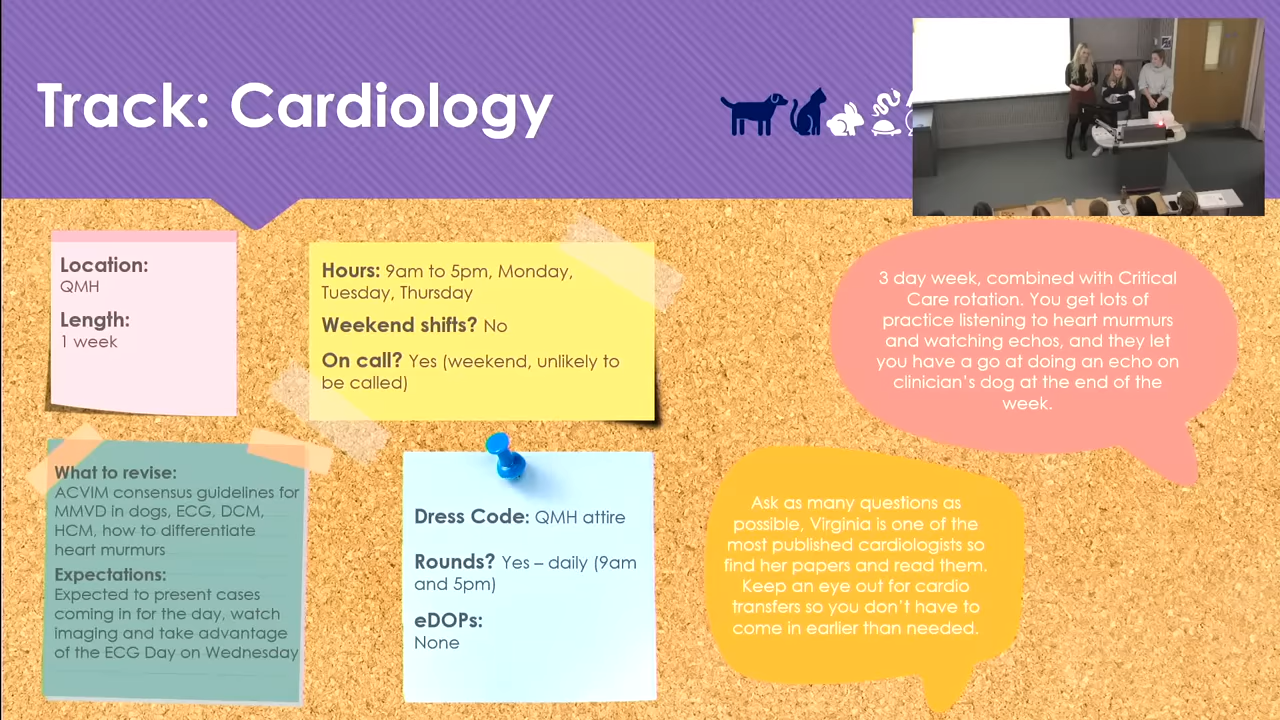 Track: Cardiology
Location:
QMH
Length:
1 week
Hours: 9am to 5pm, Monday,
Tuesday, Thursday
Weekend shifts? No
On call? Yes (weekend, unlikely to
be called)
3 day week, combined with Critical
Care rotation. You get lots of
practice listening to heart murmurs
and watching echos, and they let
you have a go at doing an echo on
clinician’s dog at the end of the
week.
What to revise:
ACVIM consensus guidelines for
MMVD in dogs, ECG, DCM,
HCM, how to differentiate
heart murmurs
Expectations:
Expected to present cases
coming in for the day, watch
imaging and take advantage
of the ECG Day on Wednesday
Dress Code: QMH attire
Rounds? Yes – daily (9am
and 5pm)
eDOPs:
None
Ask as many questions as
possible, Virginia is one of the
most published cardiologists so
find her papers and read them.
Keep an eye out for cardio
transfers so you don’t have to
come in earlier than needed.